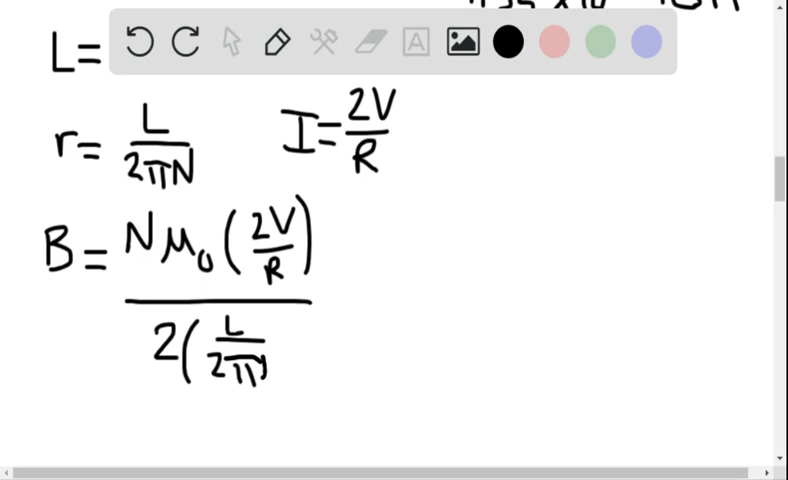 L=
r= L/2πN I=2V/R
B= Nμ₀(2V/R)/2(L/2π